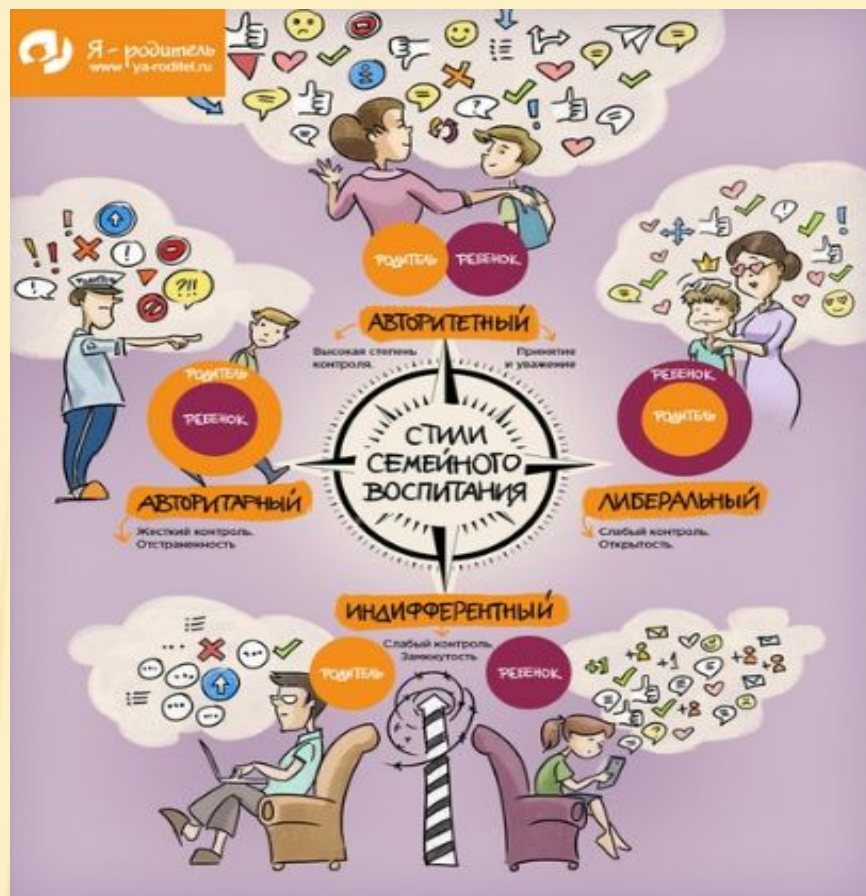 Я - родитель
www. ya-roditel.ru
РОДИТЕЛЬ
РЕБЕНОК
АВТОРИТЕТНЫЙ
Высокая степень
контроля.
Принятие
и уважение
РОДИТЕЛЬ
РЕБЕНОК
АВТОРИТАРНЫЙ
Жесткий контроль.
Отстраненность
СТИЛИ
СЕМЕЙНОГО
ВОСПИТАНИЯ
РЕБЕНОК
РОДИТЕЛЬ
ЛИБЕРАЛЬНЫЙ
Слабый контроль.
Открытость.
ИНДИФФЕРЕНТНЫЙ
Слабый контроль.
Замкнутость
РОДИТЕЛЬ
РЕБЕНОК